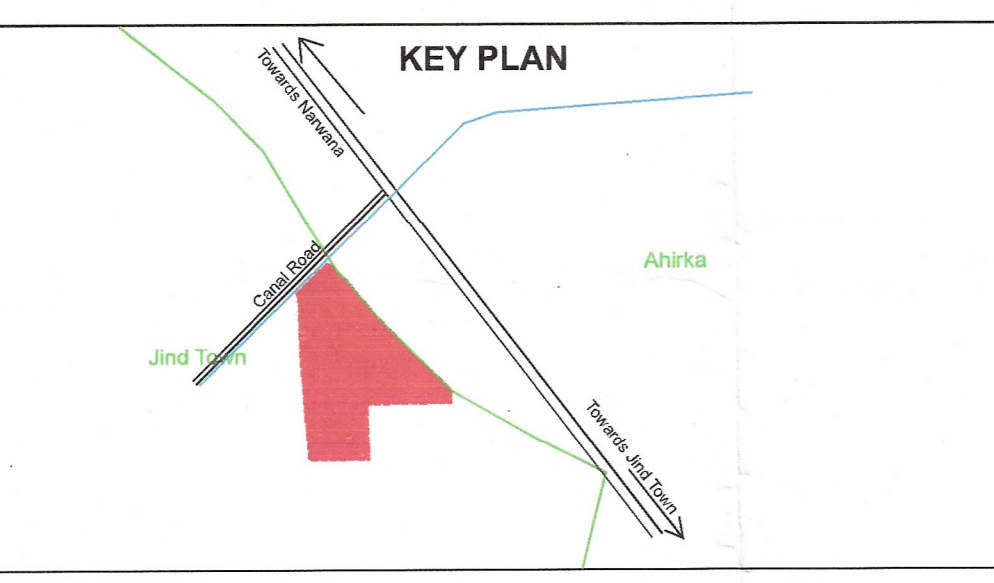 KEY PLAN
Towards Narwana
Canal Road
Ahirka
Jind Town
Towards Jind Town